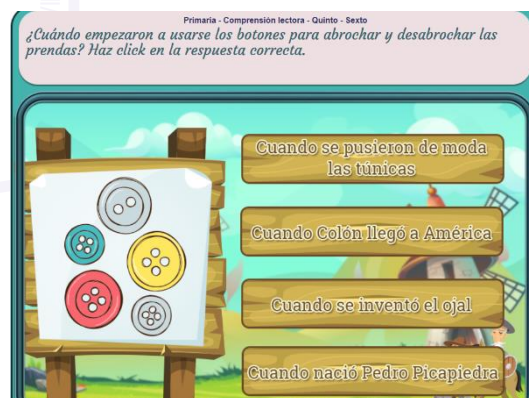 Primaria - Comprensión lectora - Quinto - Sexto
¿Cuándo empezaron a usarse los botones para abrochar y desabrochar las
prendas? Haz click en la respuesta correcta.
Cuando se pusieron de moda
las túnicas
Cuando Colón llegó a América
Cuando se inventó el ojal
Cuando nació Pedro Picapiedra